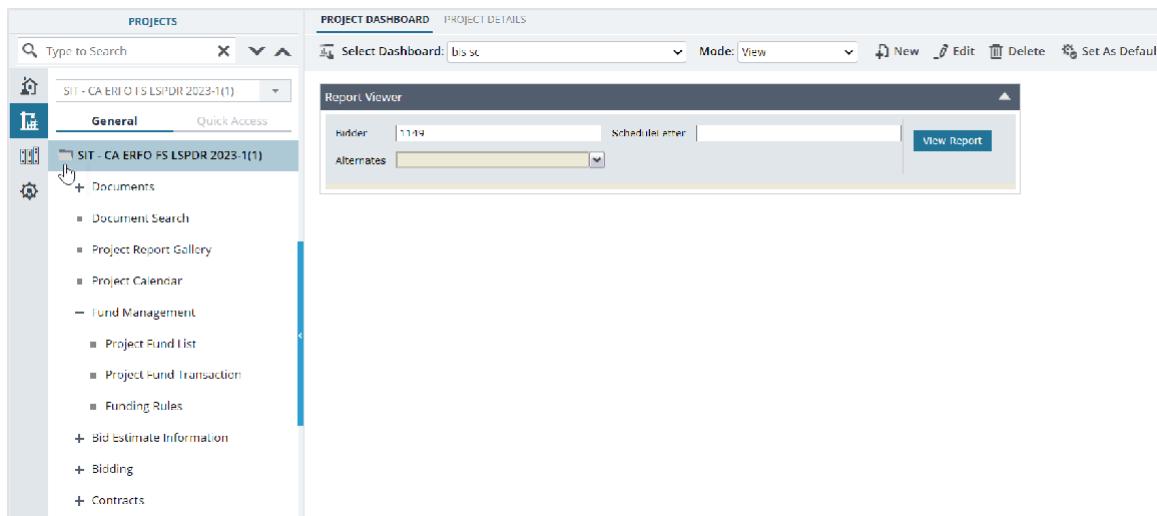 PROJECTS
Type to Search
SIT - CA ERFO FS LSPDR 2023-1(1)
General Quick Access
SIT - CA ERFO FS LSPDR 2023-1(1)
Documents
Document Search
Project Report Gallery
Project Calendar
Fund Management
Project Fund List
Project Fund Transaction
Funding Rules
Bid Estimate Information
Bidding
Contracts
PROJECT DASHBOARD PROJECT DETAILS
Select Dashboard: bis sc Mode: View New Edit Delete Set As Defaul
Report Viewer
Bidder 1149 ScheduleLetter View Report
Alternates